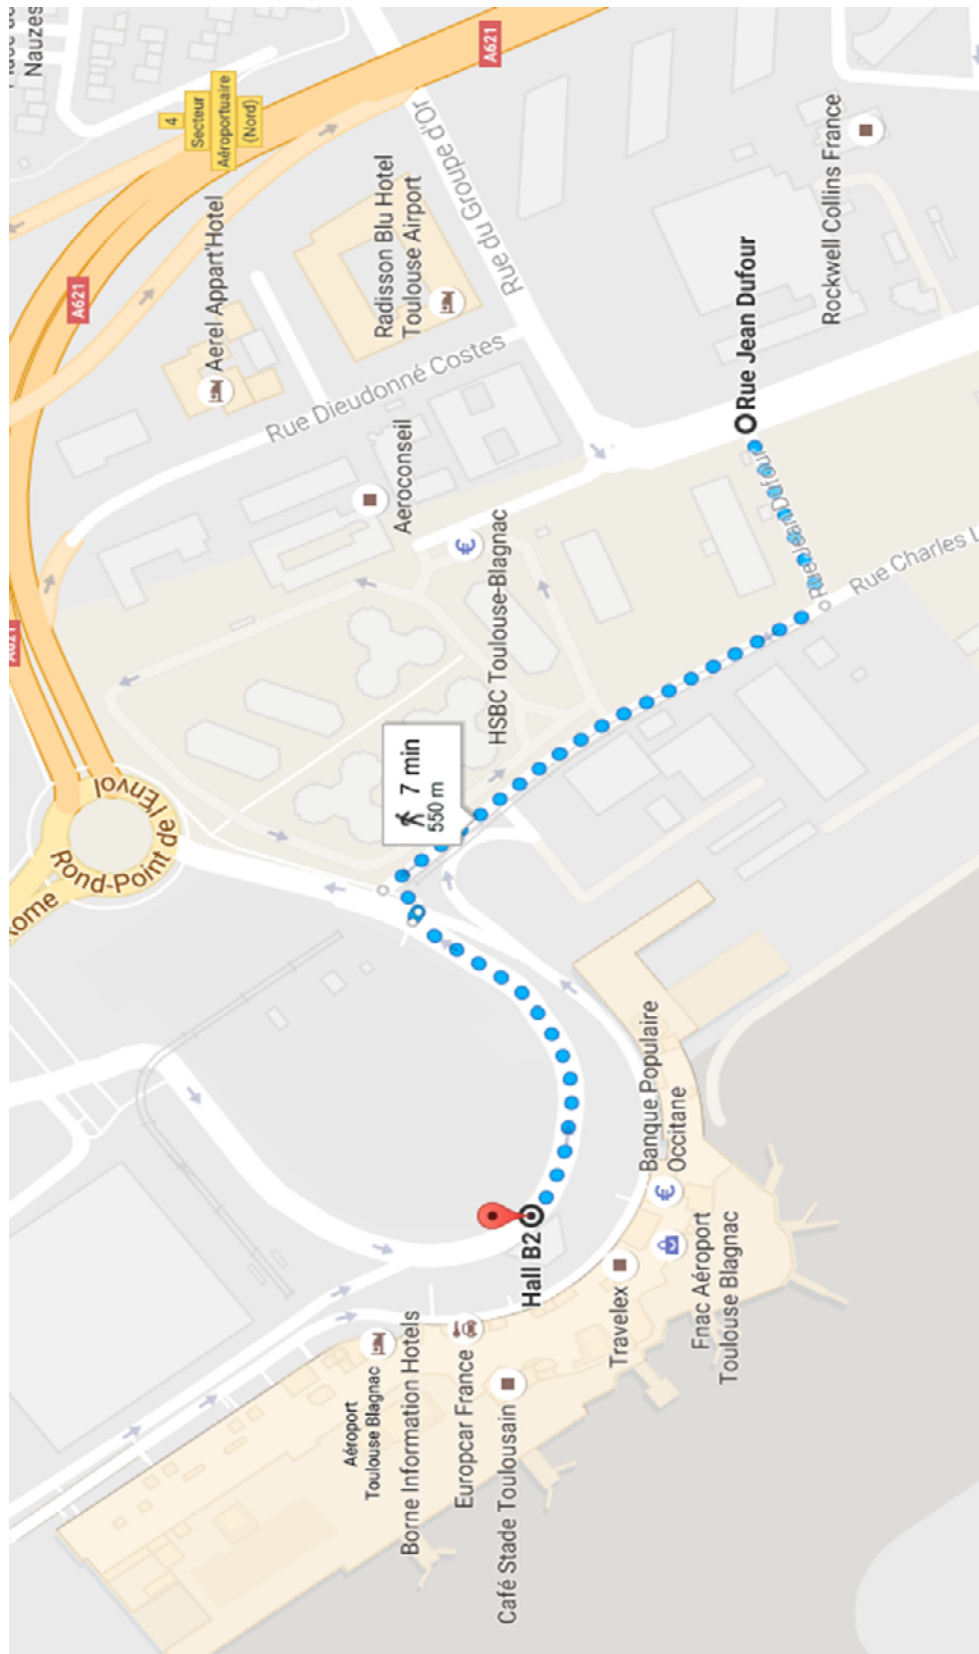 Nauzes
A621
4
Secteur
Aéroportuaire
(Nord)
A621
Aerel Appart'Hotel
Radisson Blu Hotel
Toulouse Airport
Rue du Groupe d'Or
Rockwell Collins France
Rue Dieudonné Costes
Rue Jean Dufour
Aeroconseil
A621
HSBC Toulouse-Blagnac
Rue Jean Dufour
Rue Charles L
Rond-Point de l'Envol
7 min
550 m
ome
Banque Populaire
Occitane
Hall B2
Fnac Aéroport
Toulouse Blagnac
Travelex
Aéroport
Toulouse Blagnac
Borne Information Hotels
Europcar France
Café Stade Toulousain